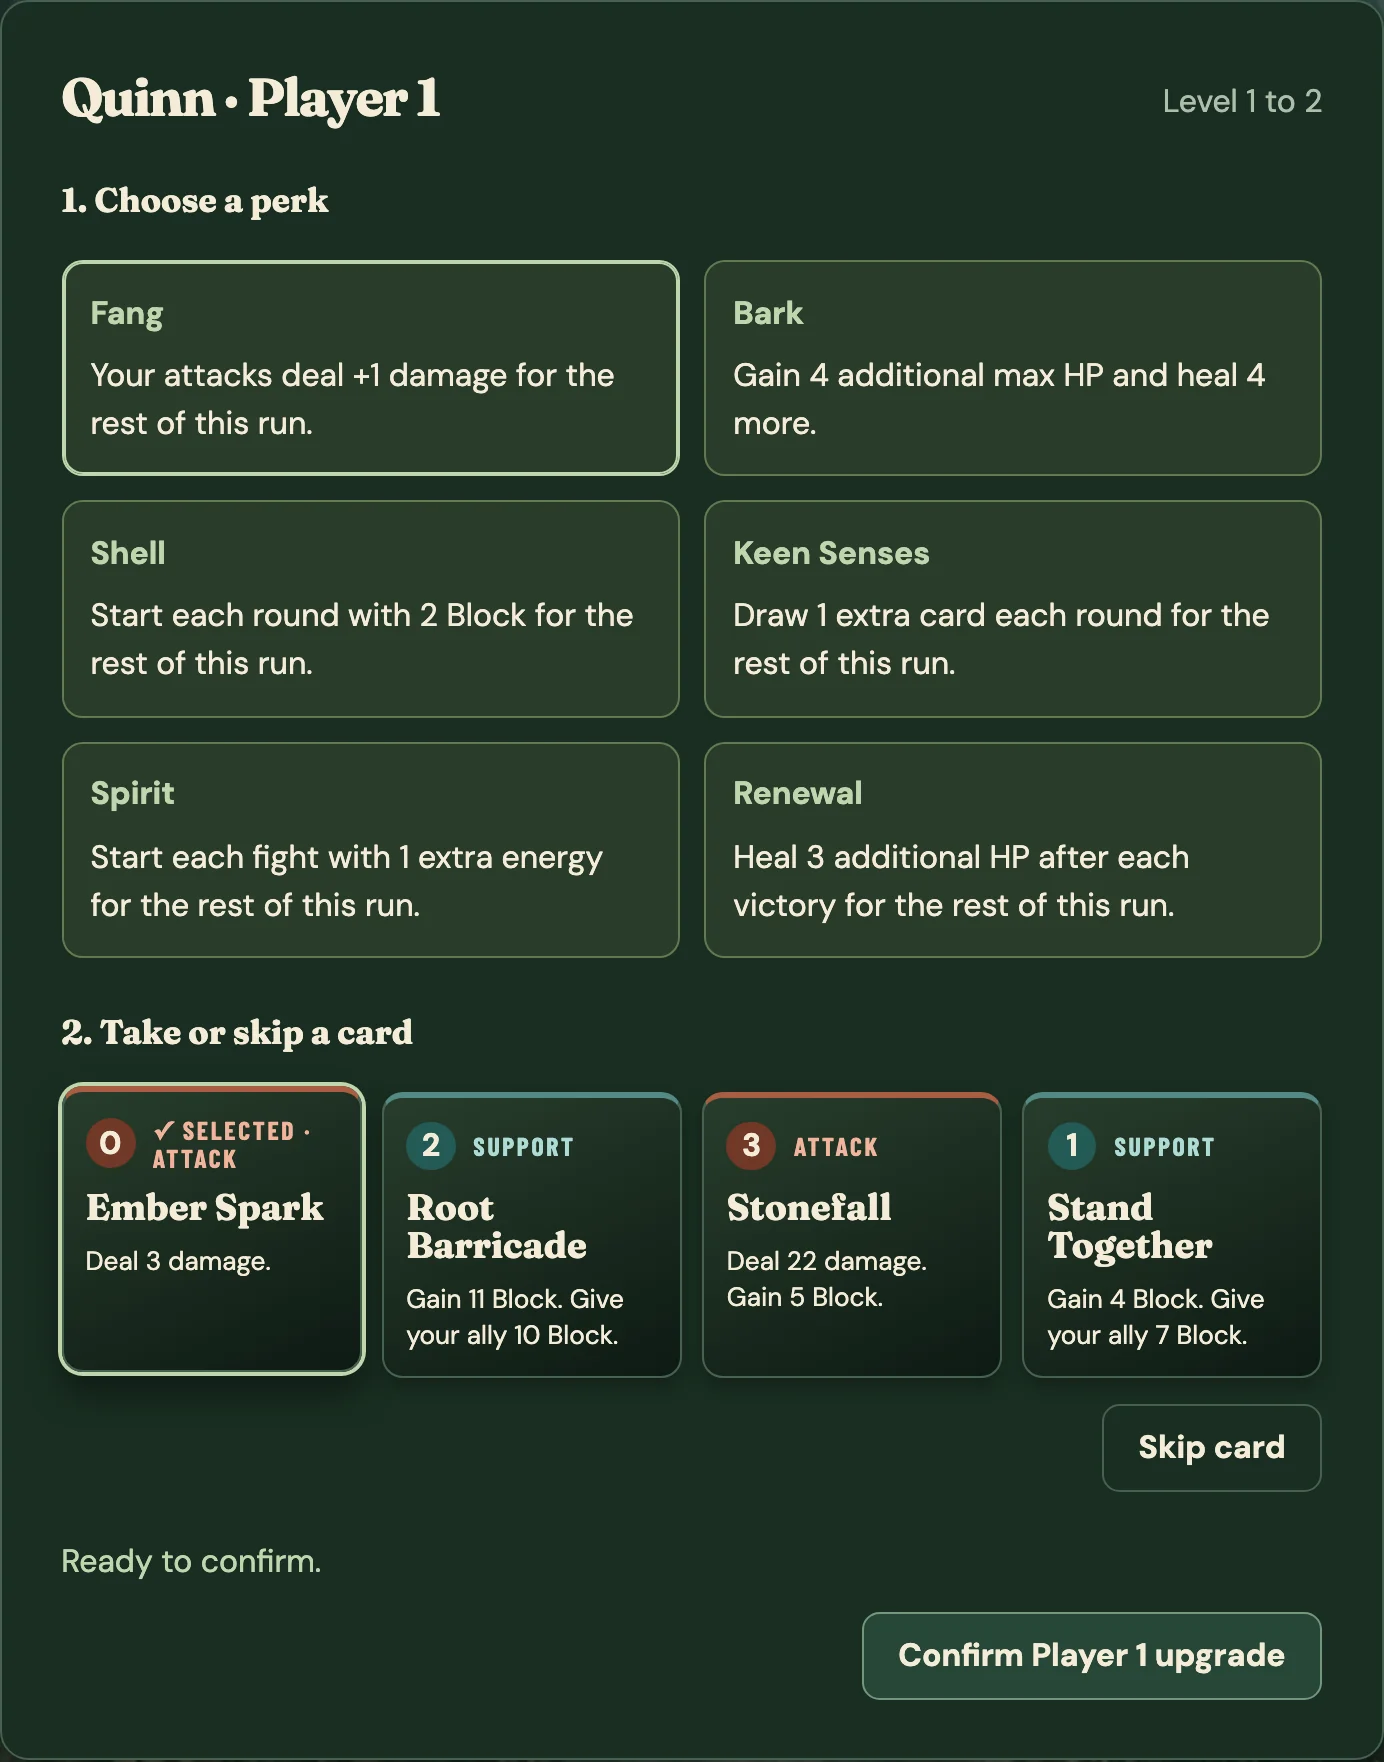 Quinn · Player 1
Level 1 to 2
1. Choose a perk
Fang
Your attacks deal +1 damage for the
rest of this run.
Bark
Gain 4 additional max HP and heal 4
more.
Shell
Start each round with 2 Block for the
rest of this run.
Keen Senses
Draw 1 extra card each round for the
rest of this run.
Spirit
Start each fight with 1 extra energy
for the rest of this run.
Renewal
Heal 3 additional HP after each
victory for the rest of this run.
2. Take or skip a card
0
✓ SELECTED ·
ATTACK
Ember Spark
Deal 3 damage.
2
SUPPORT
Root
Barricade
Gain 11 Block. Give
your ally 10 Block.
3
ATTACK
Stonefall
Deal 22 damage.
Gain 5 Block.
1
SUPPORT
Stand
Together
Gain 4 Block. Give
your ally 7 Block.
Skip card
Ready to confirm.
Confirm Player 1 upgrade